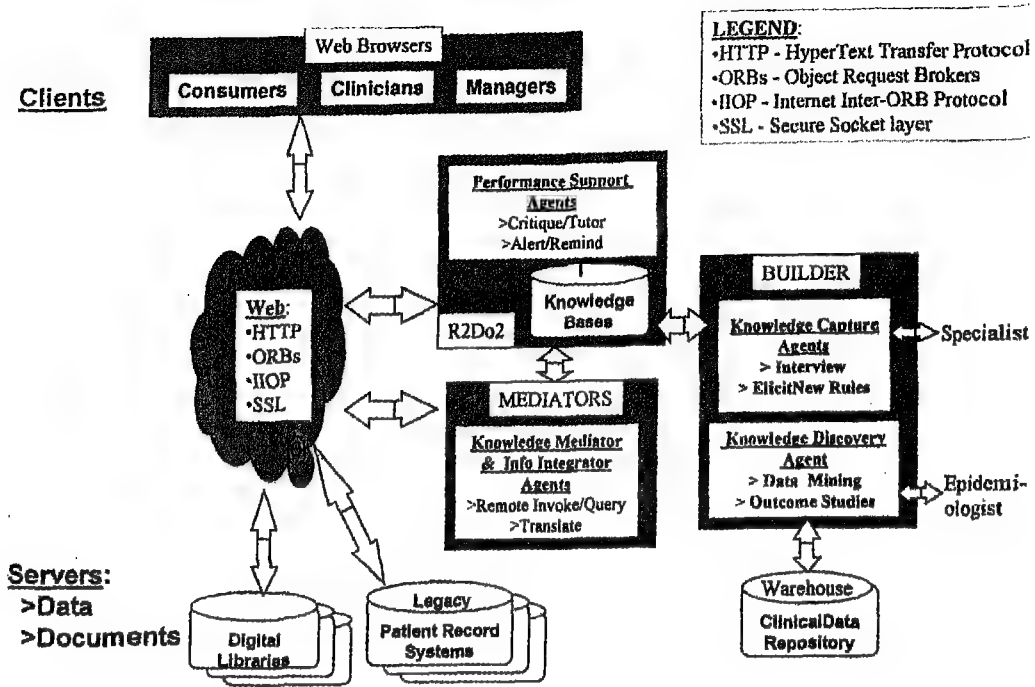 LEGEND:
•HTTP - HyperText Transfer Protocol
•ORBs - Object Request Brokers
•IIOP - Internet Inter-ORB Protocol
•SSL - Secure Socket layer
Clients
Web Browsers
Consumers
Clinicians
Managers
Performance Support
Agents
>Critique/Tutor
>Alert/Remind
Knowledge
Bases
R2Do2
Web:
•HTTP
•ORBs
•IIOP
•SSL
MEDIATORS
Knowledge Mediator
& Info Integrator
Agents
>Remote Invoke/Query
>Translate
BUILDER
Knowledge Capture
Agents
> Interview
> ElicitNew Rules
Knowledge Discovery
Agent
> Data Mining
> Outcome Studies
Specialist
Epidemi-
ologist
Servers:
>Data
>Documents
Digital
Libraries
Legacy
Patient Record
Systems
Warehouse
ClinicalData
Repository